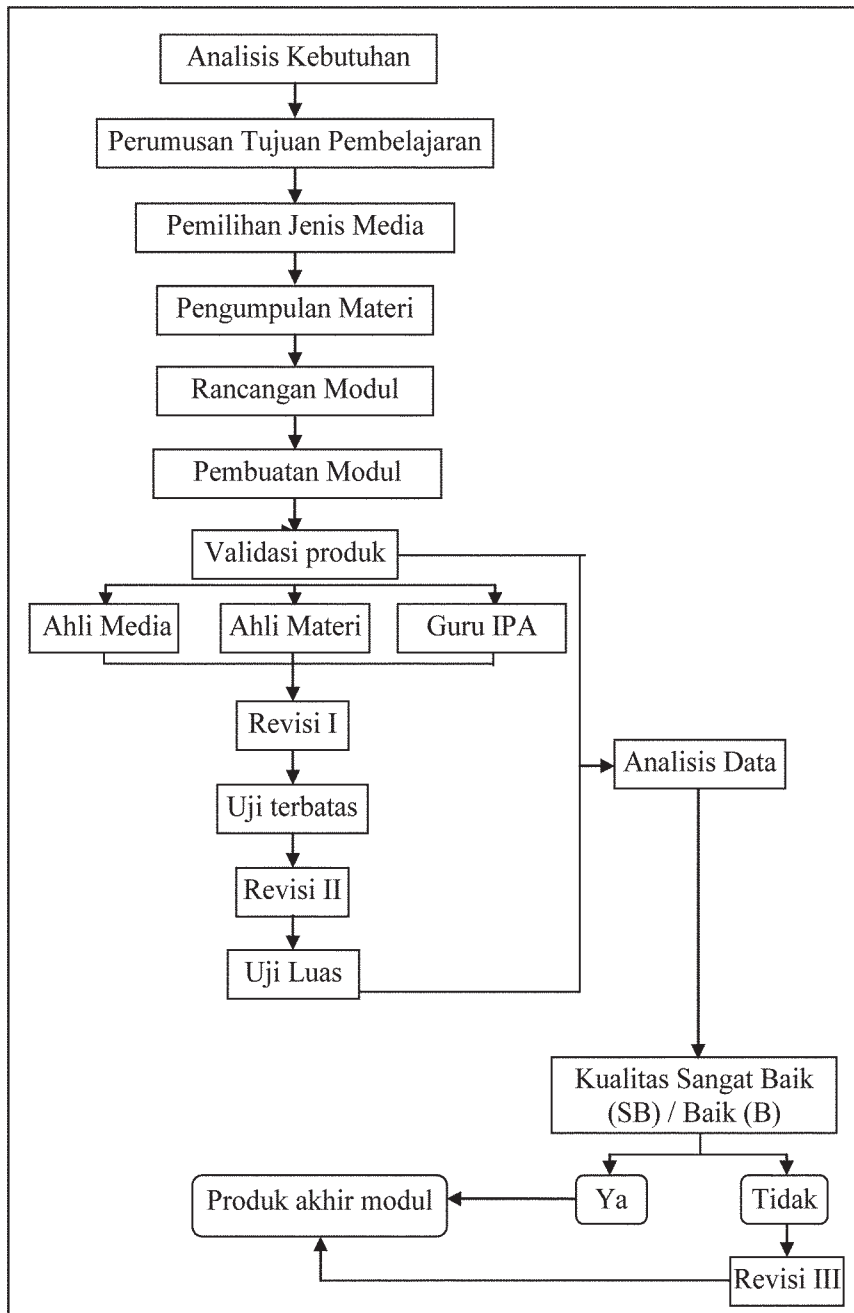 Analisis Kebutuhan
Perumusan Tujuan Pembelajaran
Pemilihan Jenis Media
Pengumpulan Materi
Rancangan Modul
Pembuatan Modul
Validasi produk
Ahli Media
Ahli Materi
Guru IPA
Revisi I
Uji terbatas
Revisi II
Uji Luas
Analisis Data
Kualitas Sangat Baik
(SB) / Baik (B)
Ya
Tidak
Produk akhir modul
Revisi III